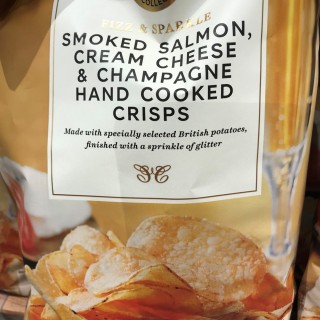 COLLEC
FIZZ & SPARKLE
SMOKED SALMON,
CREAM CHEESE
& CHAMPAGNE
HAND COOKED
CRISPS
Made with specially selected British potatoes,
finished with a sprinkle of glitter